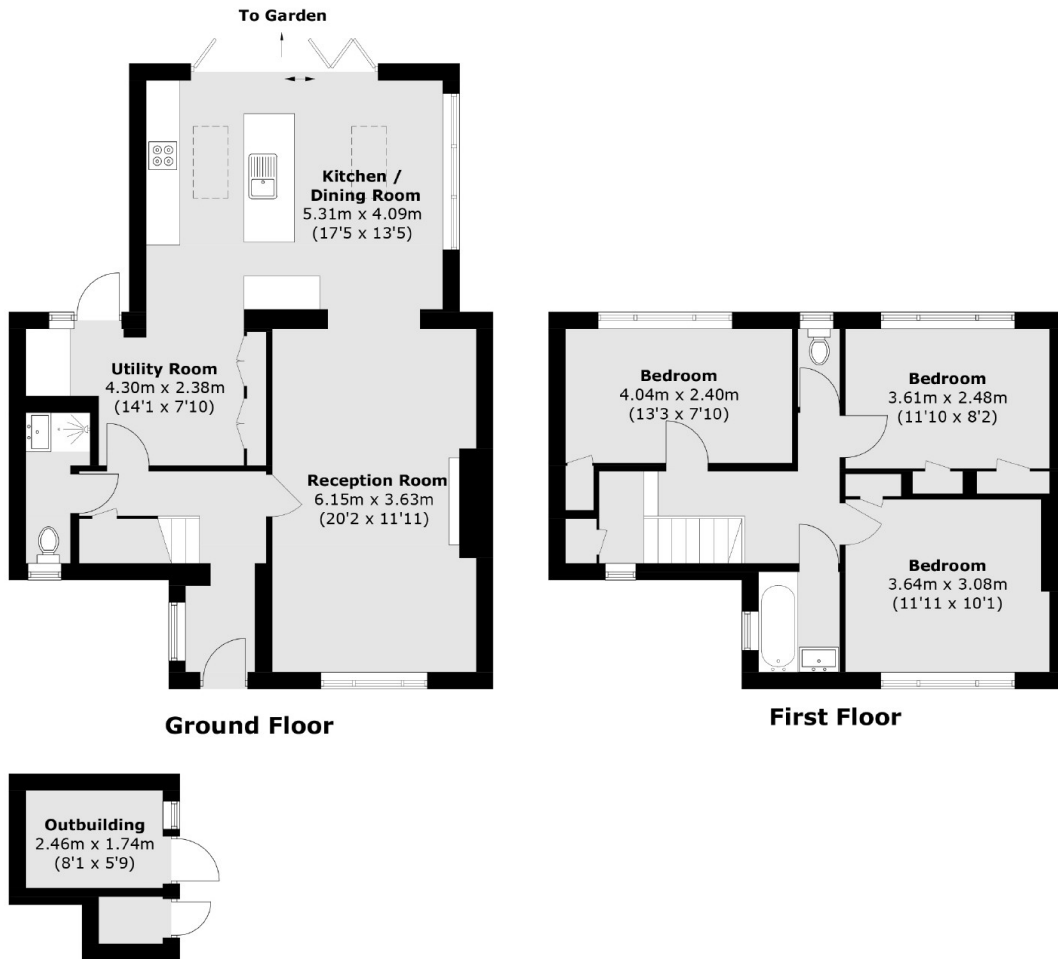 To Garden
Kitchen /
Dining Room
5.31m x 4.09m
(17'5 x 13'5)
Utility Room
4.30m x 2.38m
(14'1 x 7'10)
Reception Room
6.15m x 3.63m
(20'2 x 11'11)
Ground Floor
Bedroom
4.04m x 2.40m
(13'3 x 7'10)
Bedroom
3.61m x 2.48m
(11'10 x 8'2)
Bedroom
3.64m x 3.08m
(11'11 x 10'1)
First Floor
Outbuilding
2.46m x 1.74m
(8'1 x 5'9)